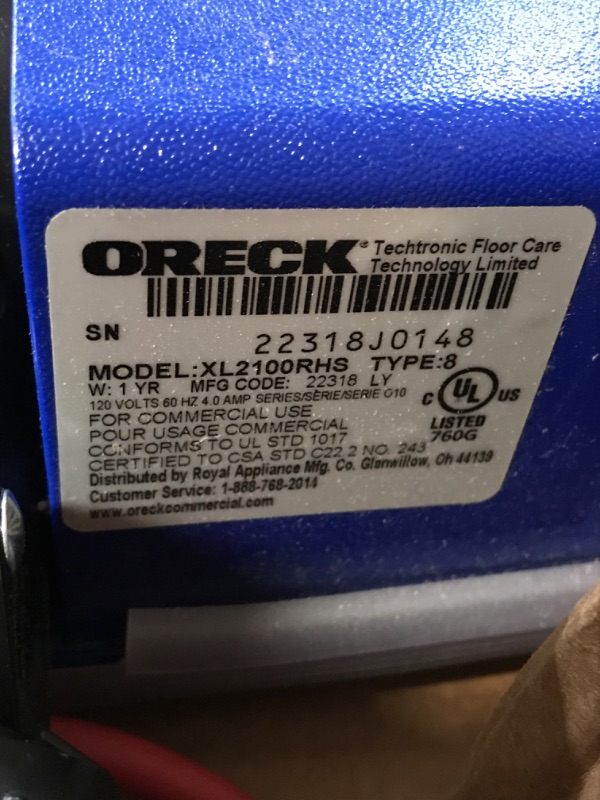 ORECK® Techtronic Floor Care
Technology Limited
SN 22318J0148
MODEL:XL2100RHS TYPE:8
W: 1 YR MFG CODE: 22318 LY
120 VOLTS 60 HZ 4.0 AMP SERIES/SÉRIE/SERIE G10
FOR COMMERCIAL USE
POUR USAGE COMMERCIAL
CONFORMS TO UL STD 1017
CERTIFIED TO CSA STD C22.2 NO. 243
Distributed by Royal Appliance Mfg. Co. Glenwillow, Oh 44139
Customer Service: 1-888-768-2014
www.oreckcommercial.com
C UL US
LISTED
760G